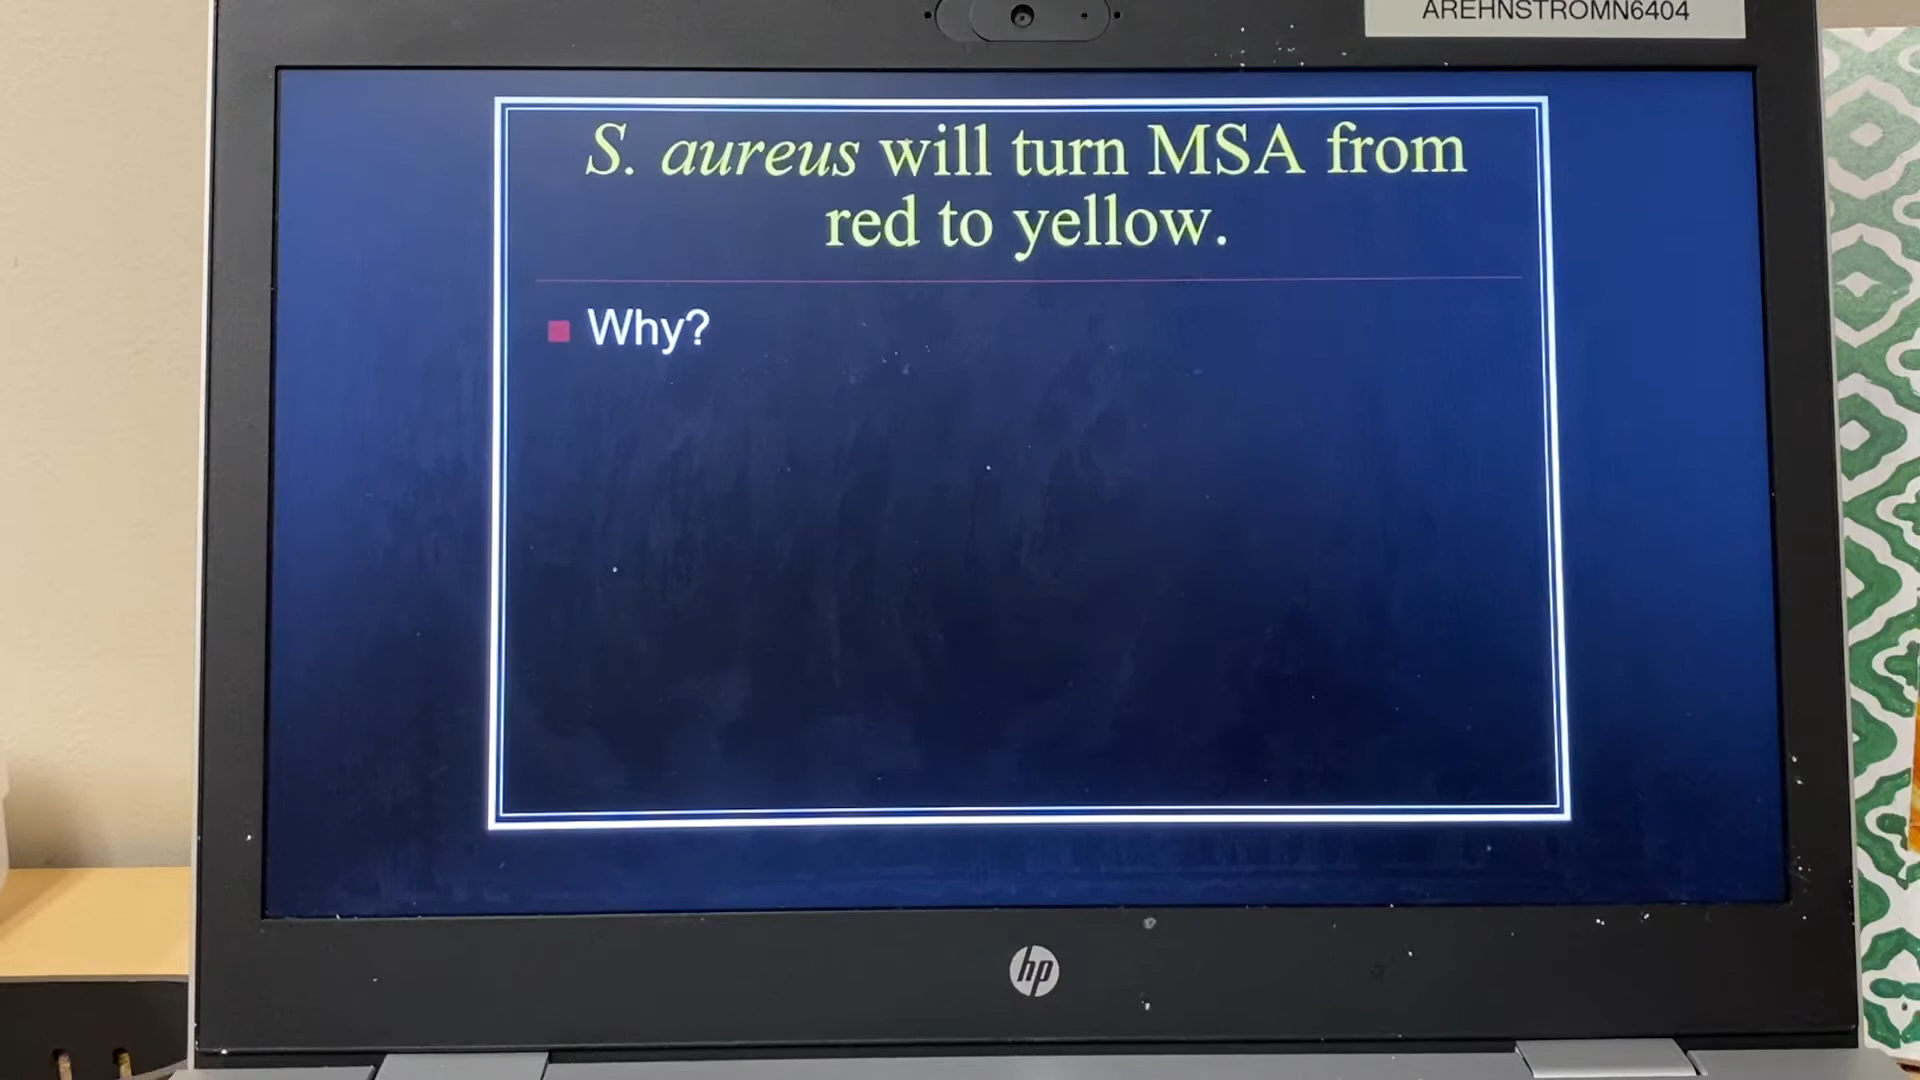 AREHNSTROMN6404
S. aureus will turn MSA from
red to yellow.
Why?
hp